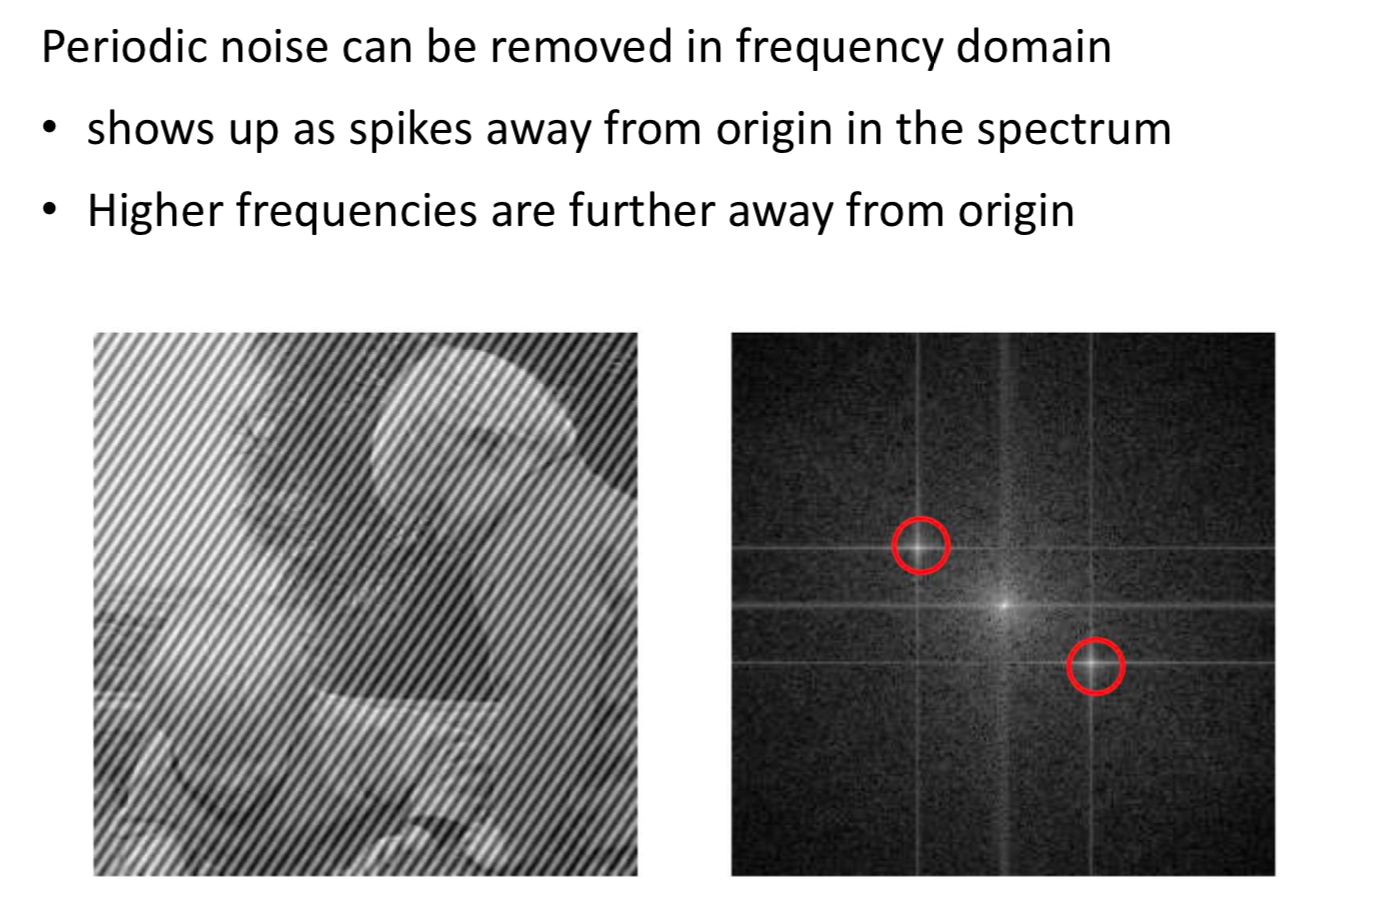 Periodic noise can be removed in frequency domain
• shows up as spikes away from origin in the spectrum
• Higher frequencies are further away from origin